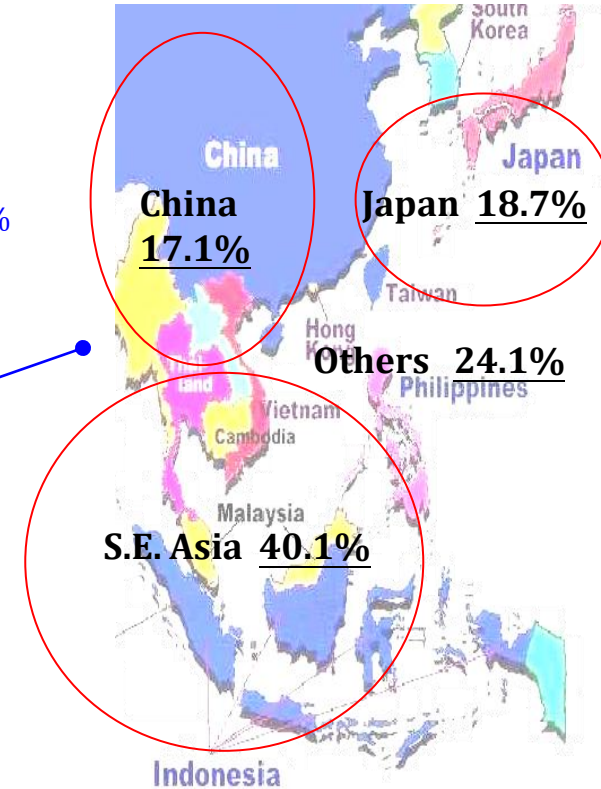 South
Korea
China
Japan
%
China
17.1%
Japan 18.7%
Taiwan
Hong
Kong
Others 24.1%
land
Philippines
Vietnam
Cambodia
Malaysia
S.E. Asia 40.1%
Indonesia